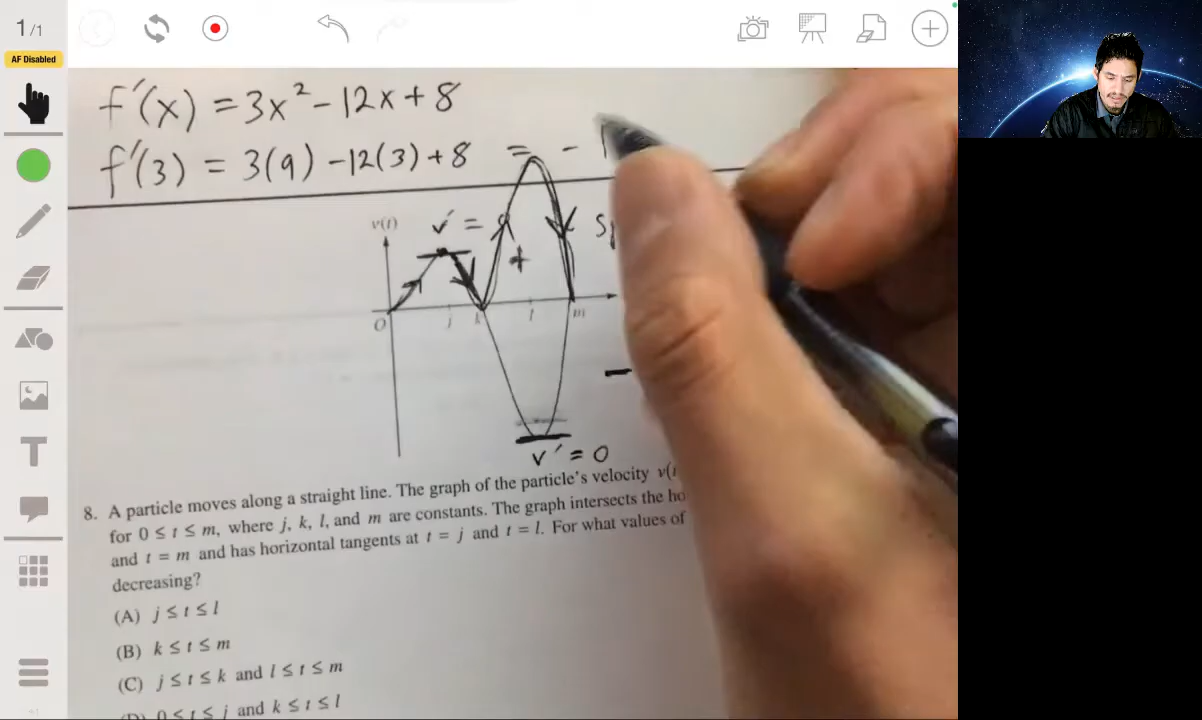 1/1
AF Disabled
f'(x) = 3x² - 12x + 8
f'(3) = 3(9) - 12(3) + 8 = - 1
v(t)
v' =
+
O
j
k
l
m
v' = 0
T
8. A particle moves along a straight line. The graph of the particle's velocity
for 0 ≤ t ≤ m, where j, k, l, and m are constants. The graph intersects the
and t = m and has horizontal tangents at t = j and t = l. For what values of
decreasing?
(A) j ≤ t ≤ l
(B) k ≤ t ≤ m
(C) j ≤ t ≤ k and l ≤ t ≤ m
(D) 0 ≤ t ≤ j and k ≤ t ≤ l